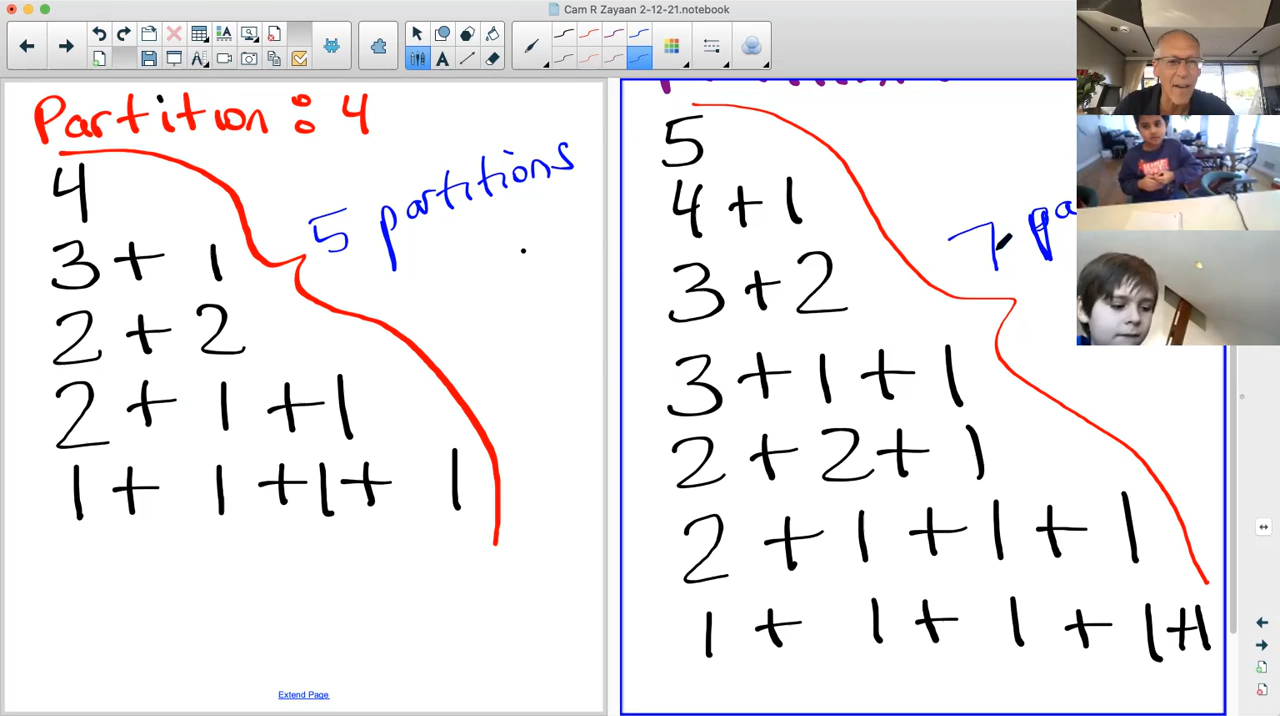 Cam R Zayaan 2-12-21.notebook
Partition : 4
4
3 + 1
2 + 2
2 + 1 + 1
1 + 1 + 1 + 1
5 partitions
5
4 + 1
3 + 2
3 + 1 + 1
2 + 2 + 1
2 + 1 + 1 + 1
1 + 1 + 1 + 1 + 1
7 pa
Extend Page